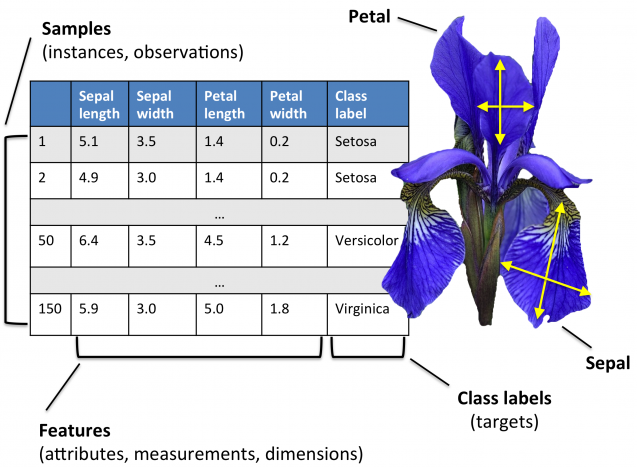 Samples
(instances, observations)
Petal
Sepal length Sepal width Petal length Petal width Class label
1 5.1 3.5 1.4 0.2 Setosa
2 4.9 3.0 1.4 0.2 Setosa
...
50 6.4 3.5 4.5 1.2 Versicolor
...
150 5.9 3.0 5.0 1.8 Virginica
Sepal
Class labels
(targets)
Features
(attributes, measurements, dimensions)